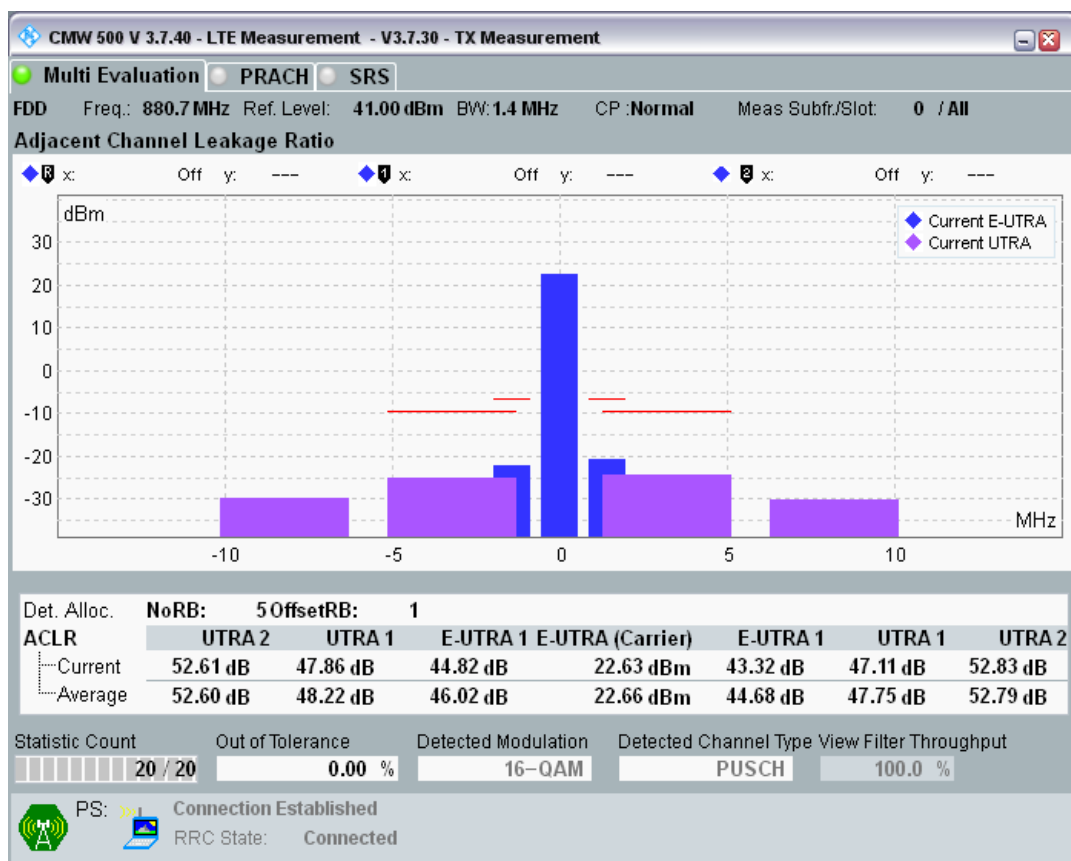 CMW 500 V 3.7.40 - LTE Measurement - V3.7.30 - TX Measurement
Multi Evaluation PRACH SRS
FDD Freq.: 880.7 MHz Ref. Level: 41.00 dBm BW: 1.4 MHz CP :Normal Meas Subfr./Slot: 0 / All
Adjacent Channel Leakage Ratio
R x: Off y: --- 1 x: Off y: --- 2 x: Off y: ---
dBm
Current E-UTRA
Current UTRA
30
20
10
0
-10
-20
-30
MHz
-10 -5 0 5 10
Det. Alloc. NoRB: 5 OffsetRB: 1
ACLR UTRA 2 UTRA 1 E-UTRA 1 E-UTRA (Carrier) E-UTRA 1 UTRA 1 UTRA 2
Current 52.61 dB 47.86 dB 44.82 dB 22.63 dBm 43.32 dB 47.11 dB 52.83 dB
Average 52.60 dB 48.22 dB 46.02 dB 22.66 dBm 44.68 dB 47.75 dB 52.79 dB
Statistic Count Out of Tolerance Detected Modulation Detected Channel Type View Filter Throughput
20 / 20 0.00 % 16-QAM PUSCH 100.0 %
PS: Connection Established
RRC State: Connected